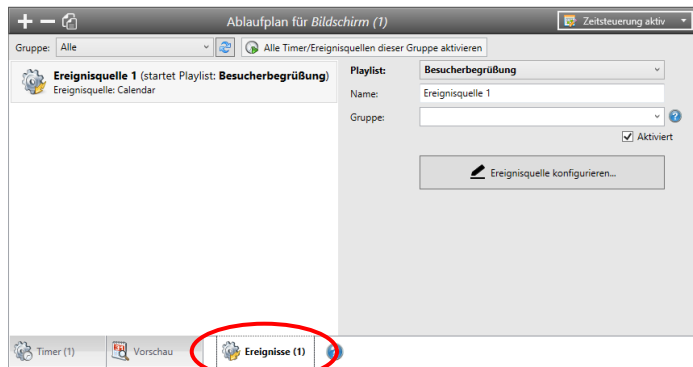 Ablaufplan für Bildschirm (1)
Zeitsteuerung aktiv
Gruppe: Alle
Alle Timer/Ereignisquellen dieser Gruppe aktivieren
Ereignisquelle 1 (startet Playlist: Besucherbegrüßung)
Ereignisquelle: Calendar
Playlist: Besucherbegrüßung
Name: Ereignisquelle 1
Gruppe:
Aktiviert
Ereignisquelle konfigurieren...
Timer (1)
Vorschau
Ereignisse (1)